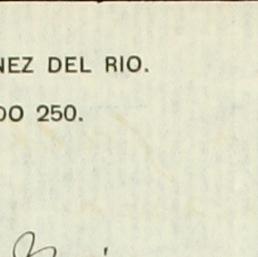 NEZ DEL RIO.
DO 250.